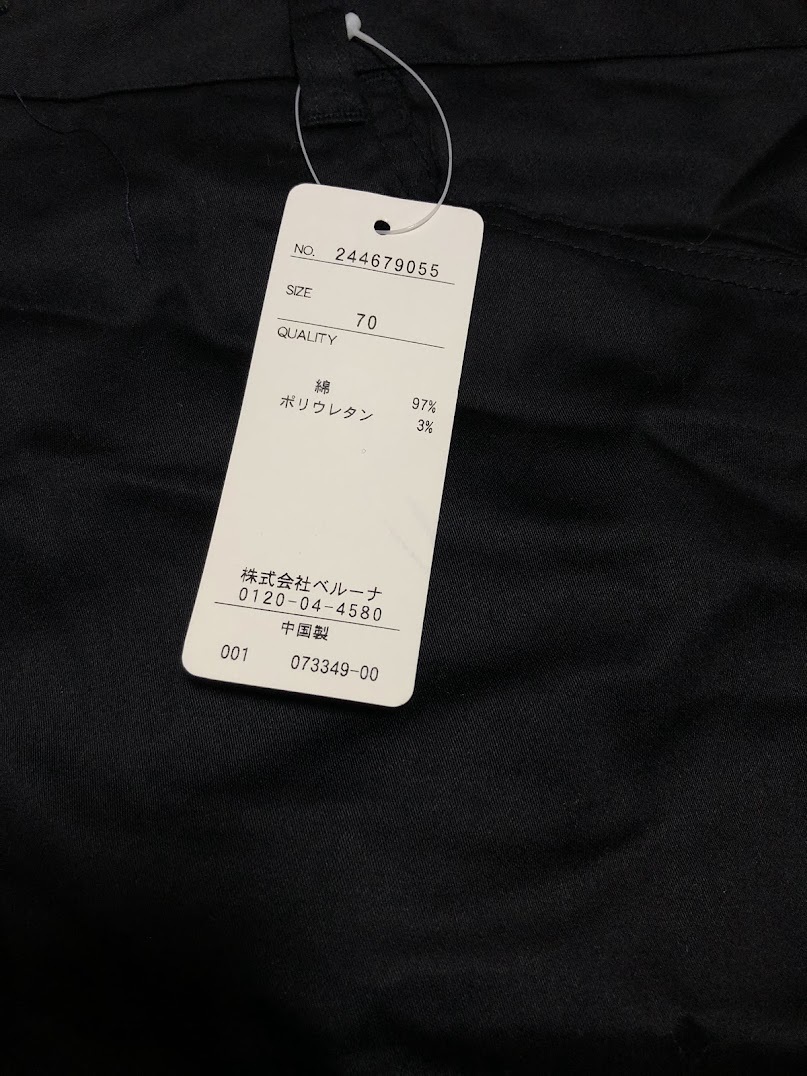 NO. 244679055
SIZE
70
QUALITY
綿 97%
ポリウレタン 3%
株式会社ベルーナ
0120-04-4580
中国製
001 073349-00